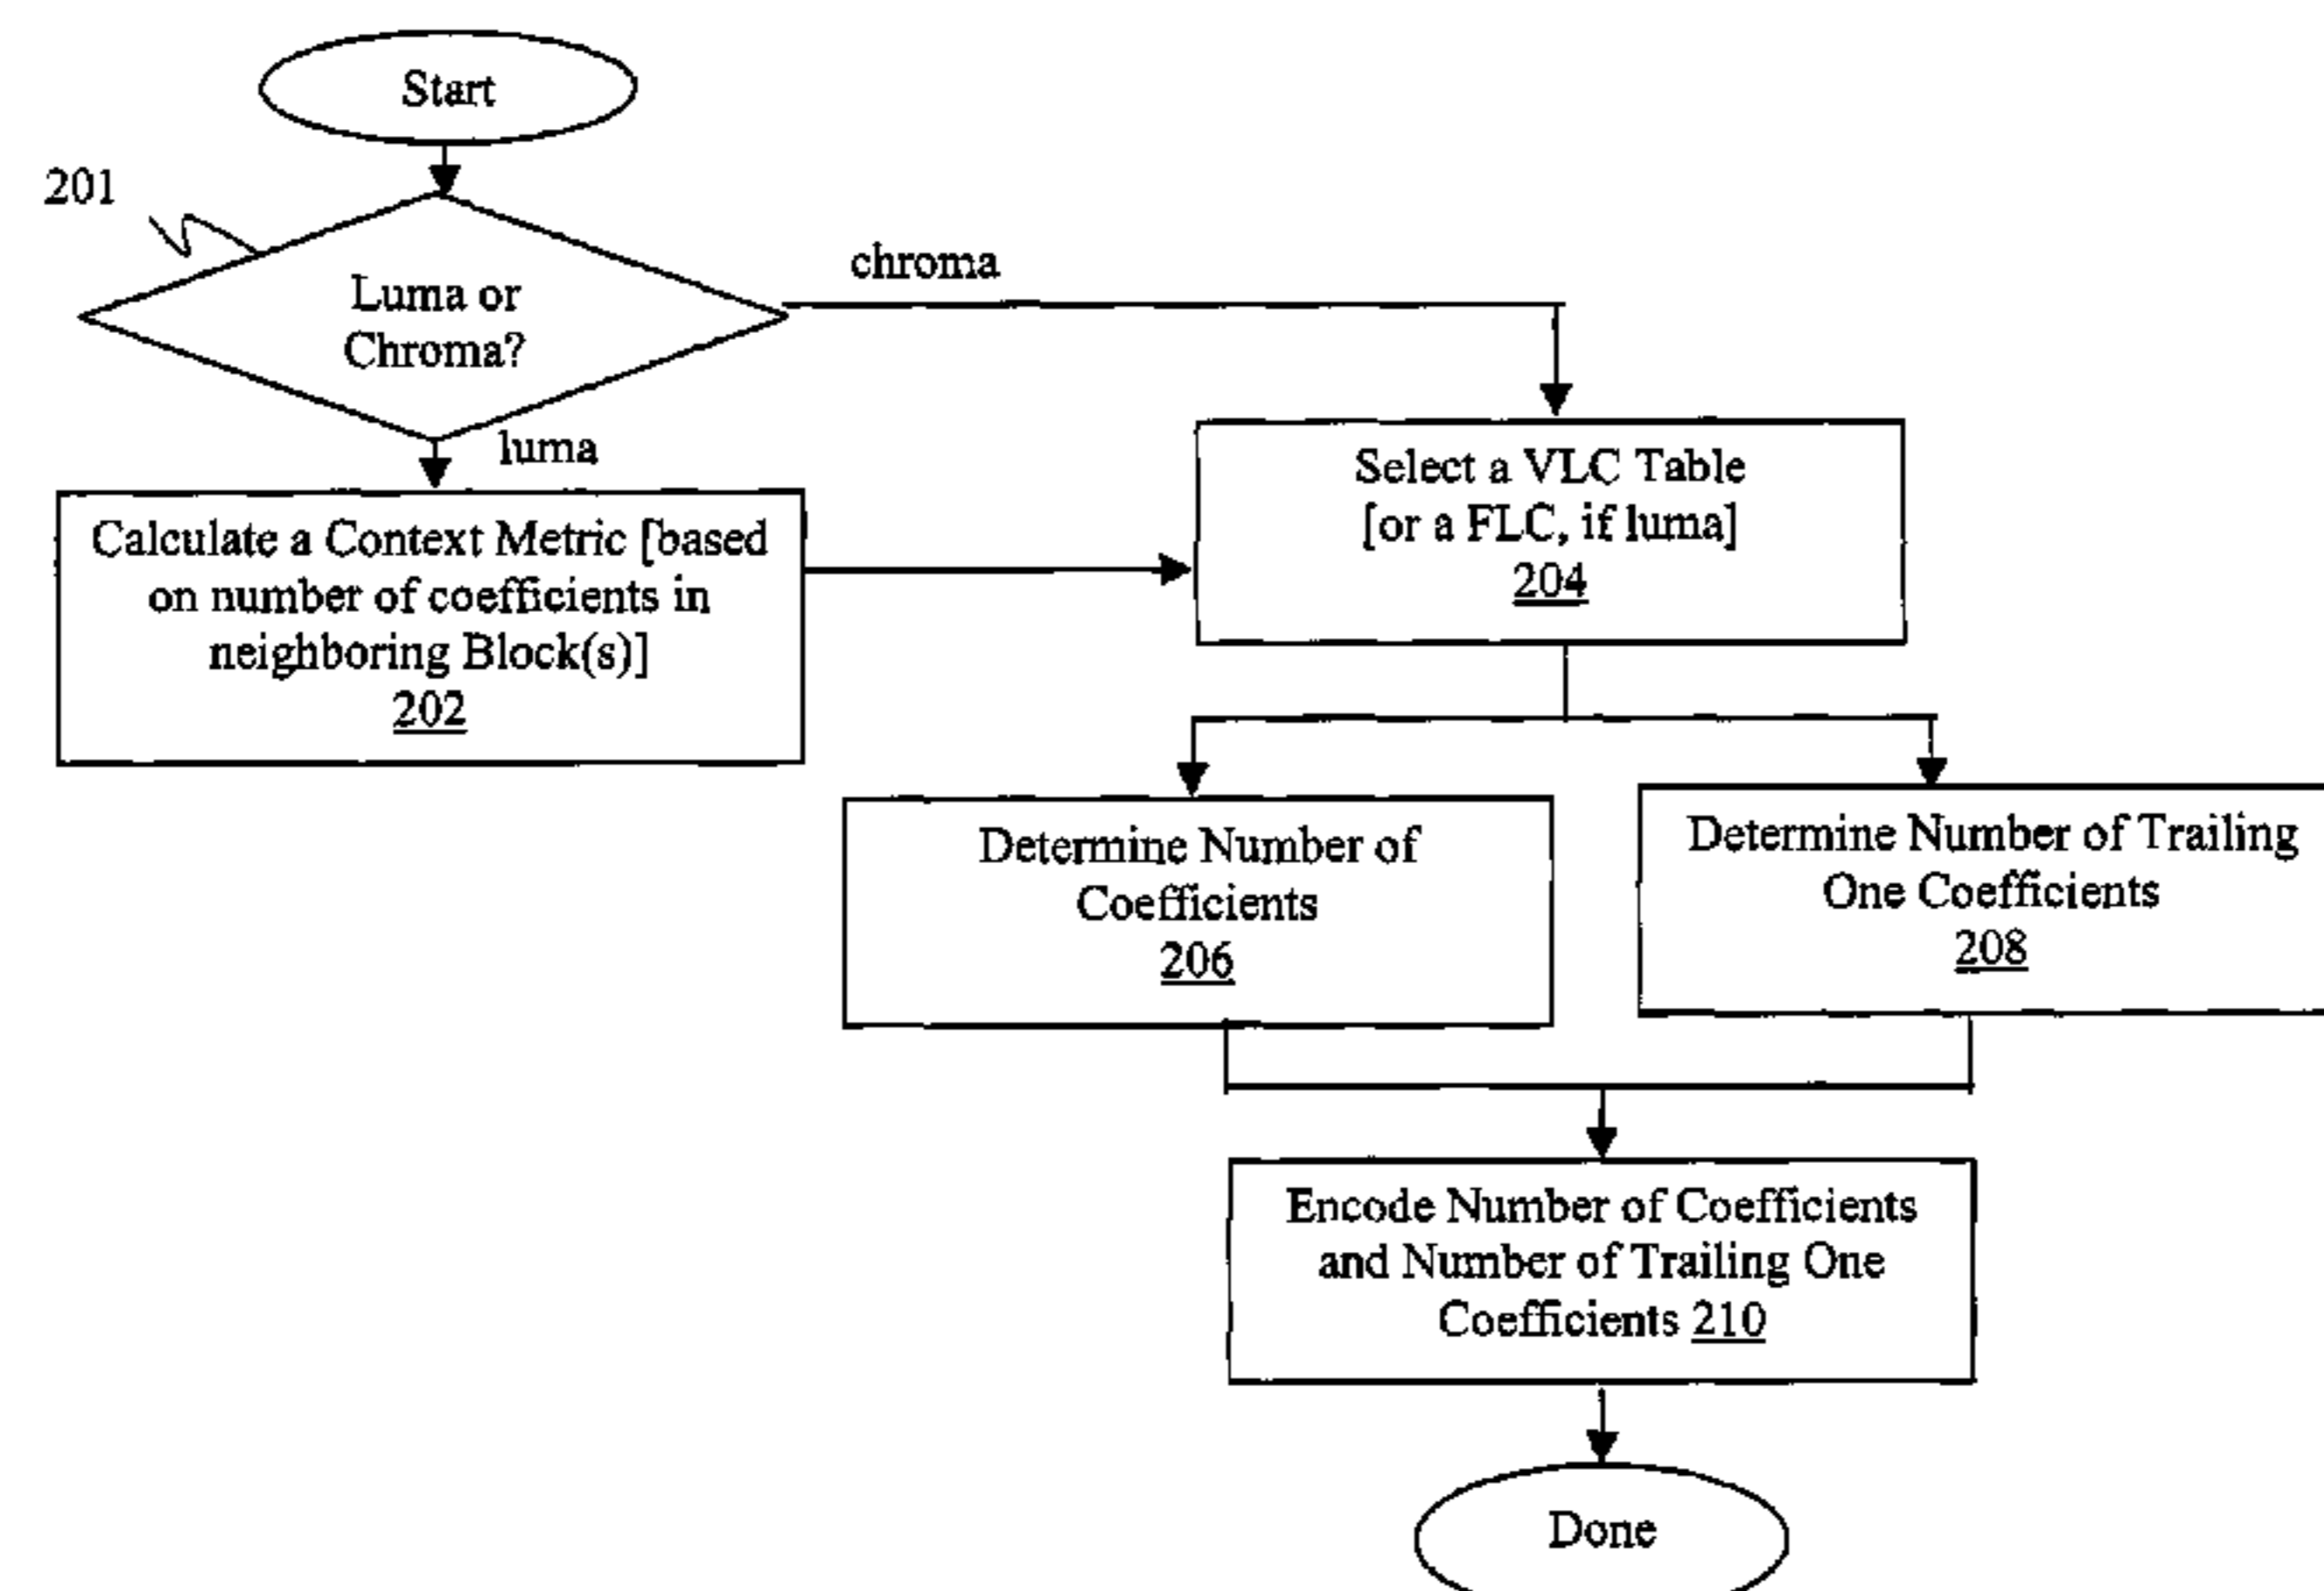 Start
201
Luma or
Chroma?
chroma
luma
Calculate a Context Metric [based
on number of coefficients in
neighboring Block(s)]
202
Select a VLC Table
[or a FLC, if luma]
204
Determine Number of
Coefficients
206
Determine Number of Trailing
One Coefficients
208
Encode Number of Coefficients
and Number of Trailing One
Coefficients 210
Done